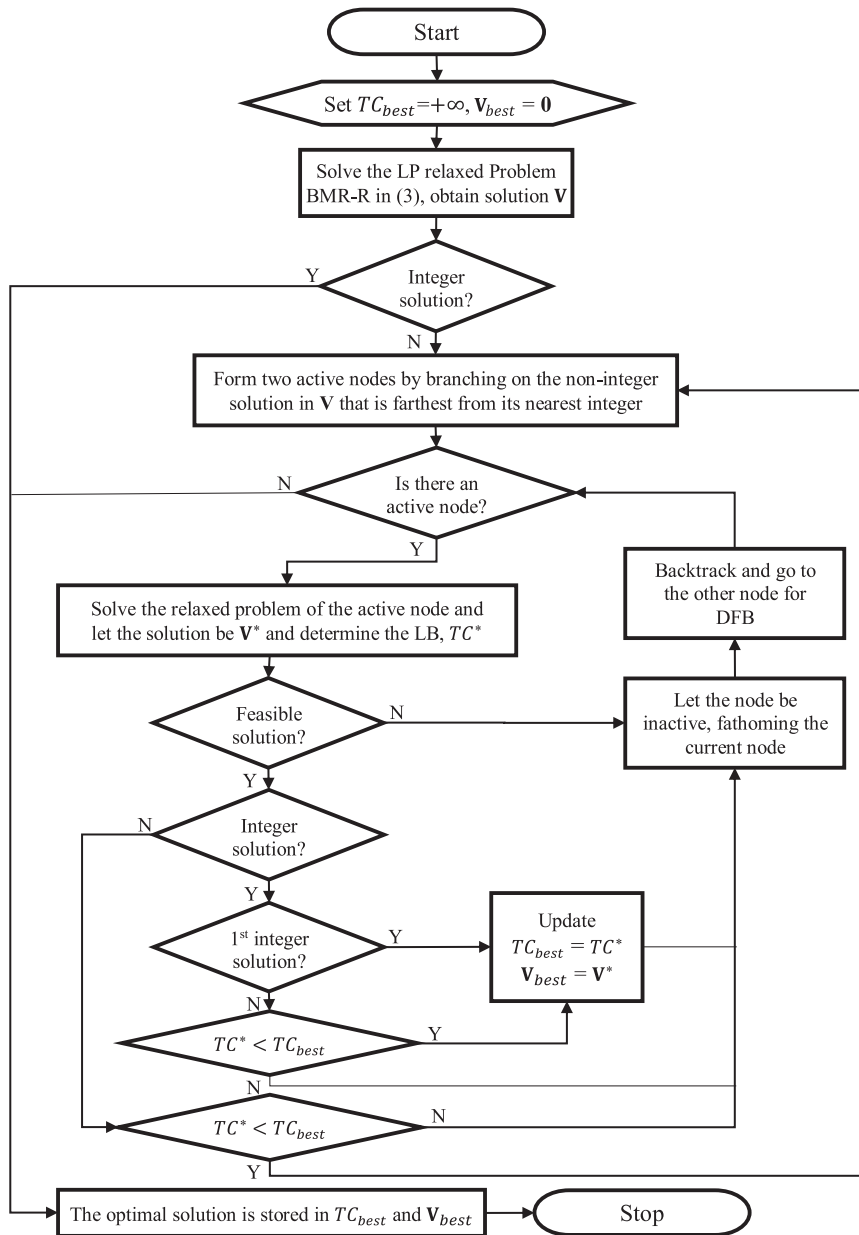 Start
Set TC_best=+∞, V_best = 0
Solve the LP relaxed Problem
BMR-R in (3), obtain solution V
Y
Integer
solution?
N
Form two active nodes by branching on the non-integer
solution in V that is farthest from its nearest integer
N
Is there an
active node?
Y
Backtrack and go to
the other node for
DFB
Solve the relaxed problem of the active node and
let the solution be V* and determine the LB, TC*
Feasible
solution?
N
Let the node be
inactive, fathoming the
current node
Y
N
Integer
solution?
Y
1st integer
solution?
Y
Update
TC_best = TC*
V_best = V*
N
TC* < TC_best
Y
N
TC* < TC_best
N
Y
The optimal solution is stored in TC_best and V_best
Stop